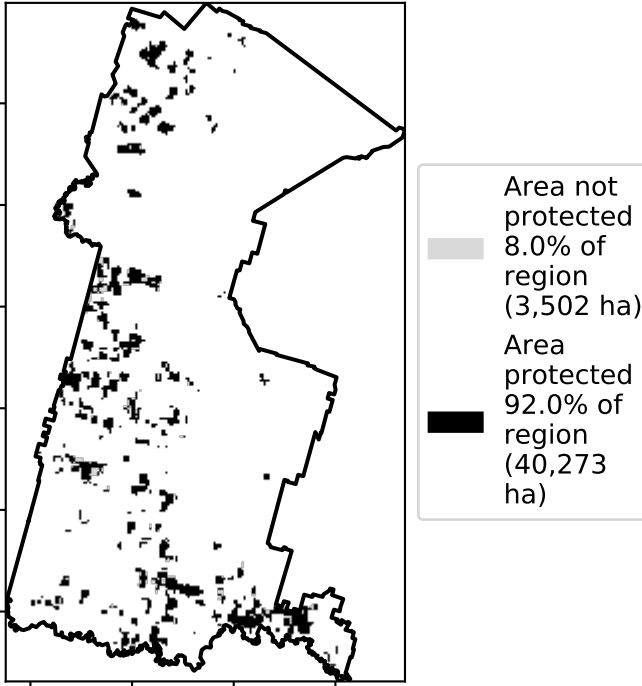 Area not
protected
8.0% of
region
(3,502 ha)
Area
protected
92.0% of
region
(40,273
ha)